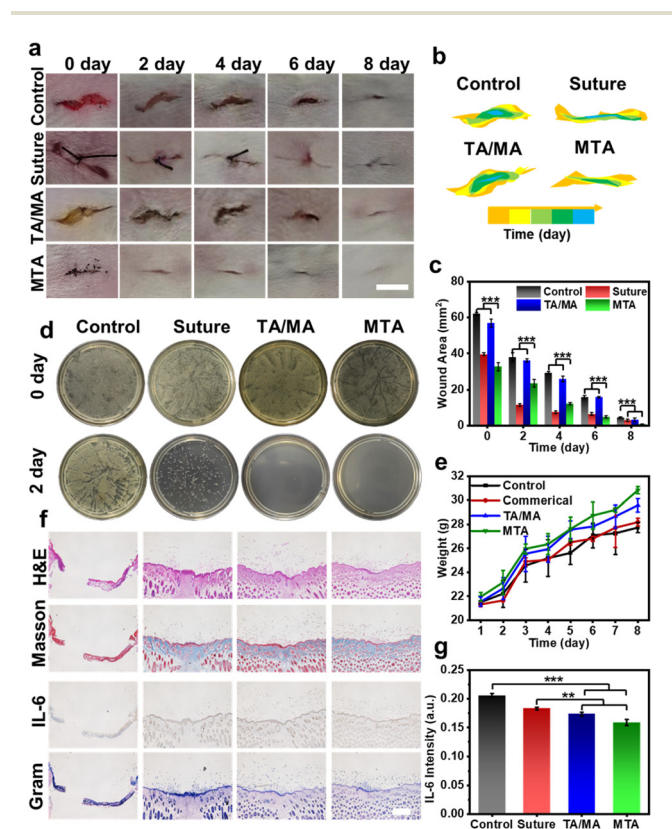 a
0 day 2 day 4 day 6 day 8 day
Control
Suture
TA/MA
MTA
b
Control Suture
TA/MA MTA
Time (day)
c
Wound Area (mm²)
80
60
40
20
0
Control Suture
TA/MA MTA
*** *** *** *** ***
0 2 4 6 8
Time (day)
d
Control Suture TA/MA MTA
0 day
2 day
e
Weight (g)
32
30
28
26
24
22
20
Control
Commerical
TA/MA
MTA
1 2 3 4 5 6 7 8
Time (day)
f
H&E
Masson
IL-6
Gram
g
IL-6 Intensity (a.u.)
0.25
0.20
0.15
0.10
0.05
0.00
***
**
Control Suture TA/MA MTA